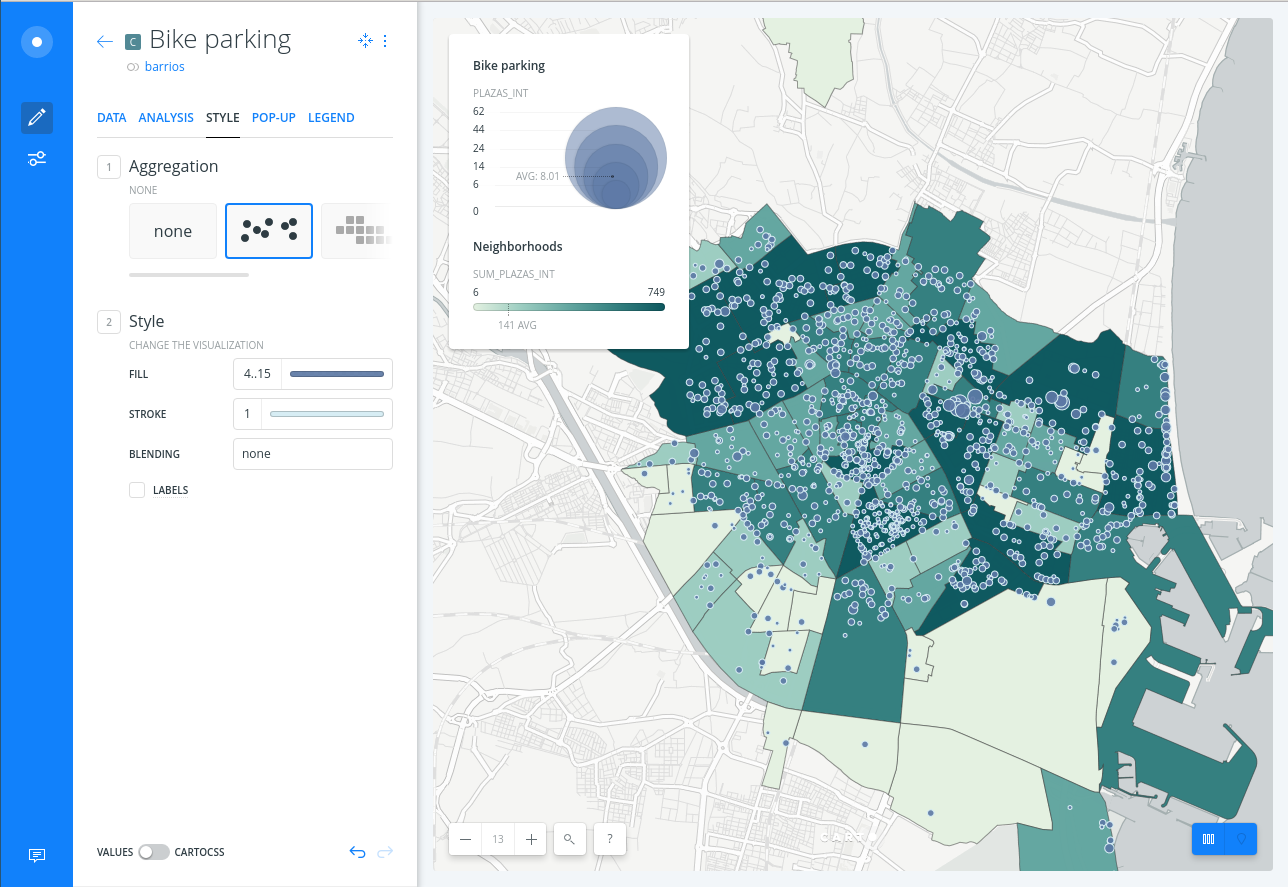 C Bike parking
barrios
DATA ANALYSIS STYLE POP-UP LEGEND
1 Aggregation
NONE
none
2 Style
CHANGE THE VISUALIZATION
FILL 4..15
STROKE 1
BLENDING none
LABELS
VALUES CARTOCSS
Bike parking
PLAZAS_INT
62
44
24
14
AVG: 8.01
6
0
Neighborhoods
SUM_PLAZAS_INT
6 749
141 AVG
13
?
CART